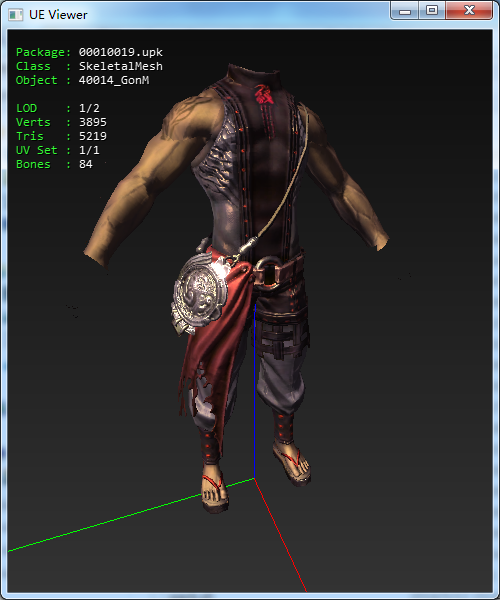 UE Viewer
Package: 00010019.upk
Class : SkeletalMesh
Object : 40014_GonM
LOD : 1/2
Verts : 3895
Tris : 5219
UV Set : 1/1
Bones : 84